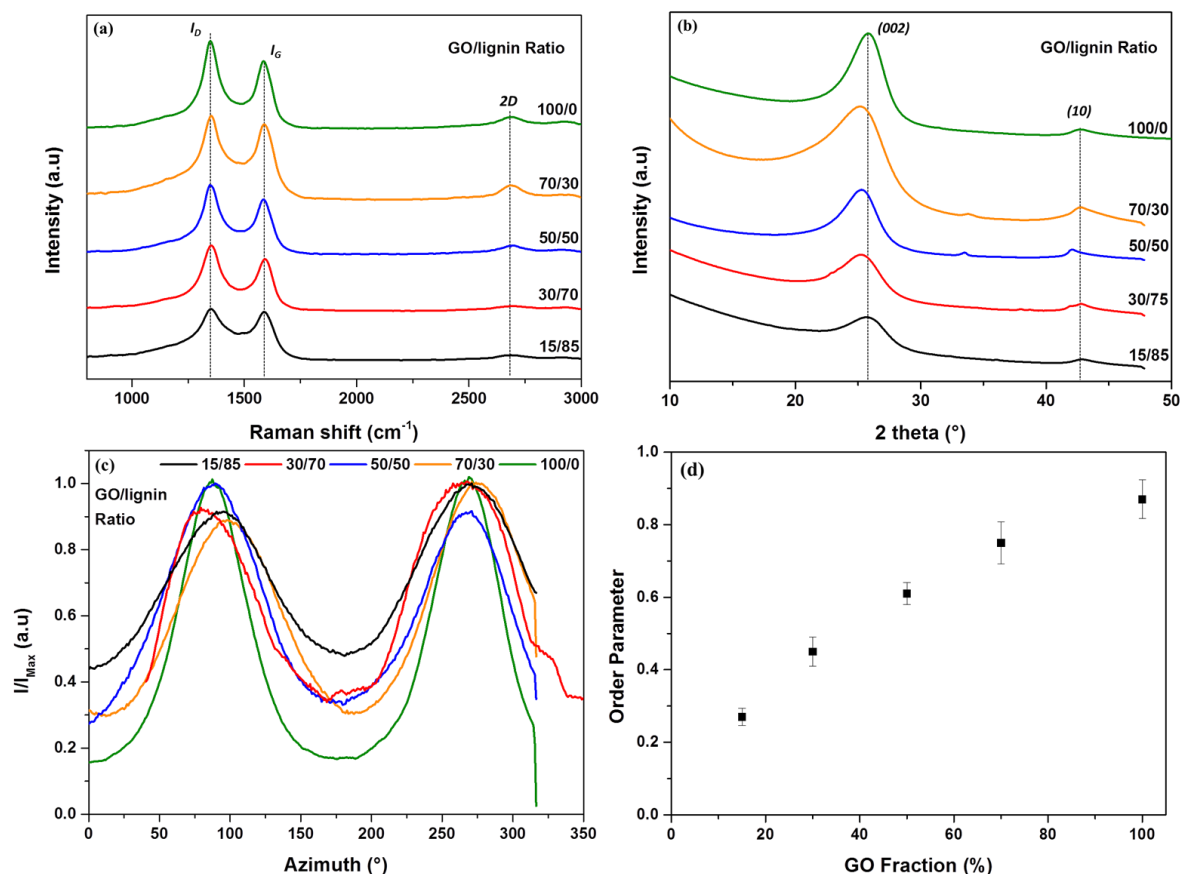 (a)
I_D
I_G
2D
GO/lignin Ratio
100/0
70/30
50/50
30/70
15/85
Intensity (a.u)
1000 1500 2000 2500 3000
Raman shift (cm⁻¹)
(b)
(002)
(10)
GO/lignin Ratio
100/0
70/30
50/50
30/75
15/85
Intensity (a.u)
10 20 30 40 50
2 theta (°)
(c)
15/85 30/70 50/50 70/30 100/0
GO/lignin
Ratio
I/I_Max (a.u)
1.0
0.8
0.6
0.4
0.2
0.0
0 50 100 150 200 250 300 350
Azimuth (°)
(d)
Order Parameter
1.0
0.8
0.6
0.4
0.2
0.0
0 20 40 60 80 100
GO Fraction (%)